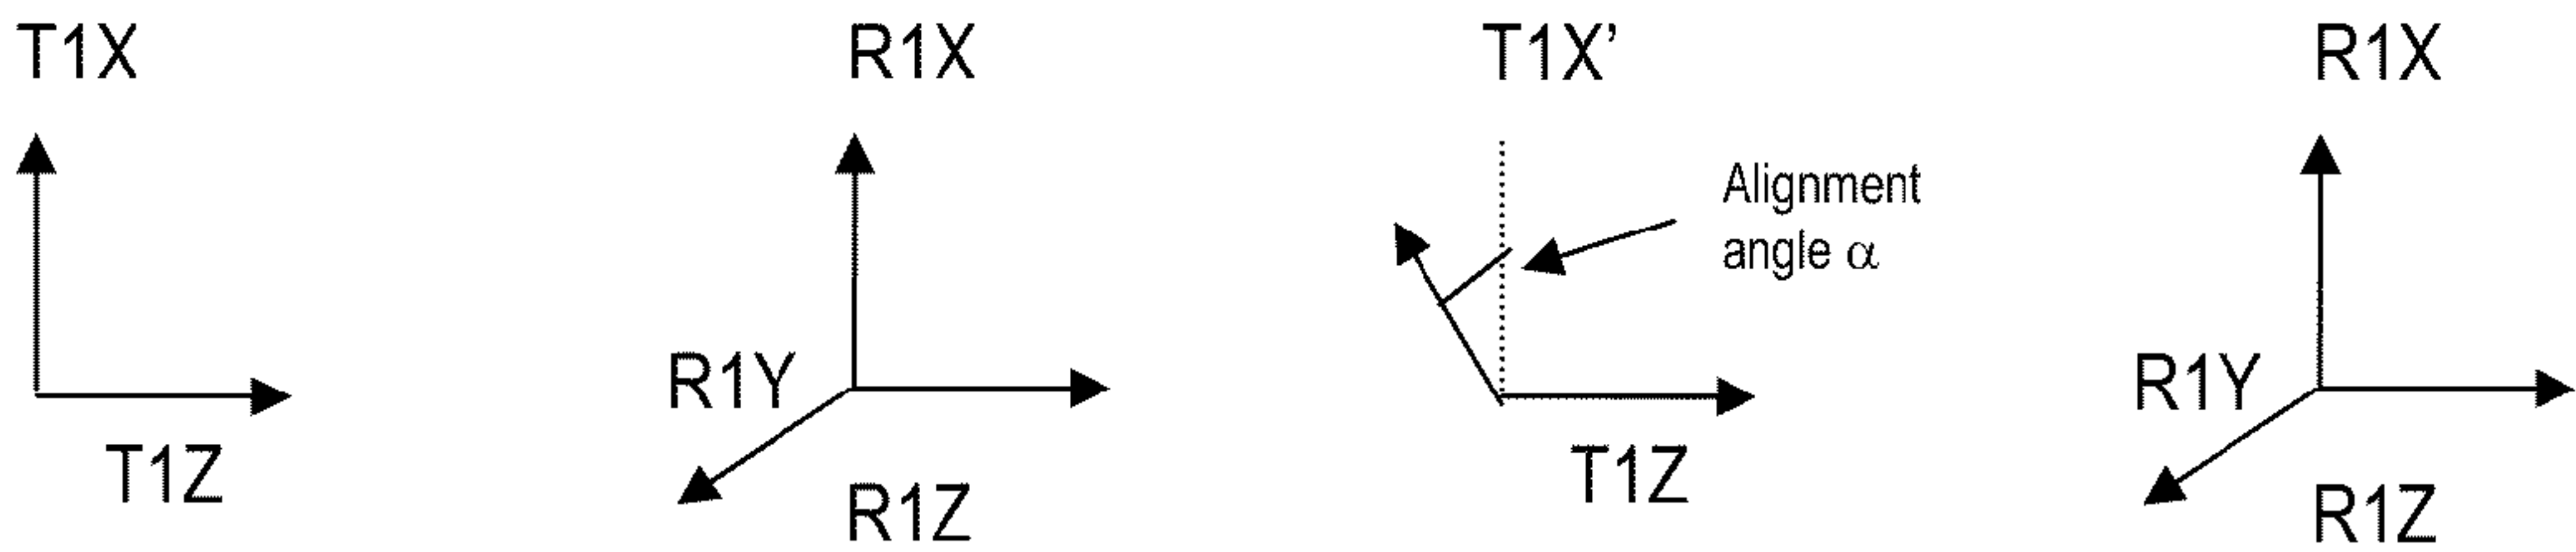 T1X
R1X
T1X’
R1X
Alignment
angle α
R1Y
R1Y
T1Z
T1Z
R1Z
R1Z